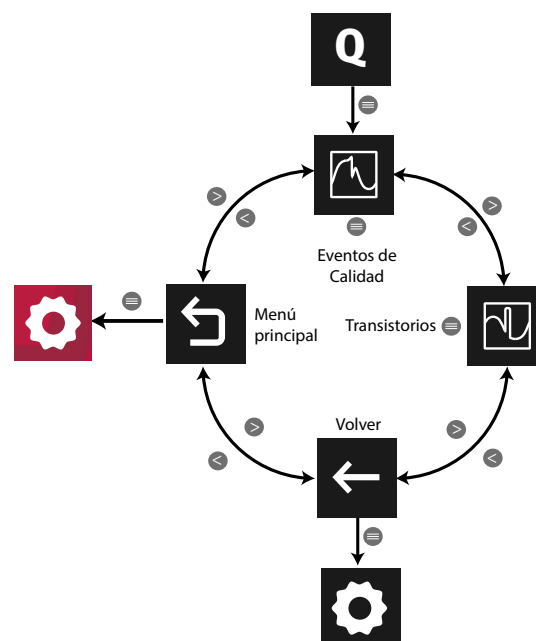 Q
Eventos de
Calidad
Menú
principal
Transistorios
Volver